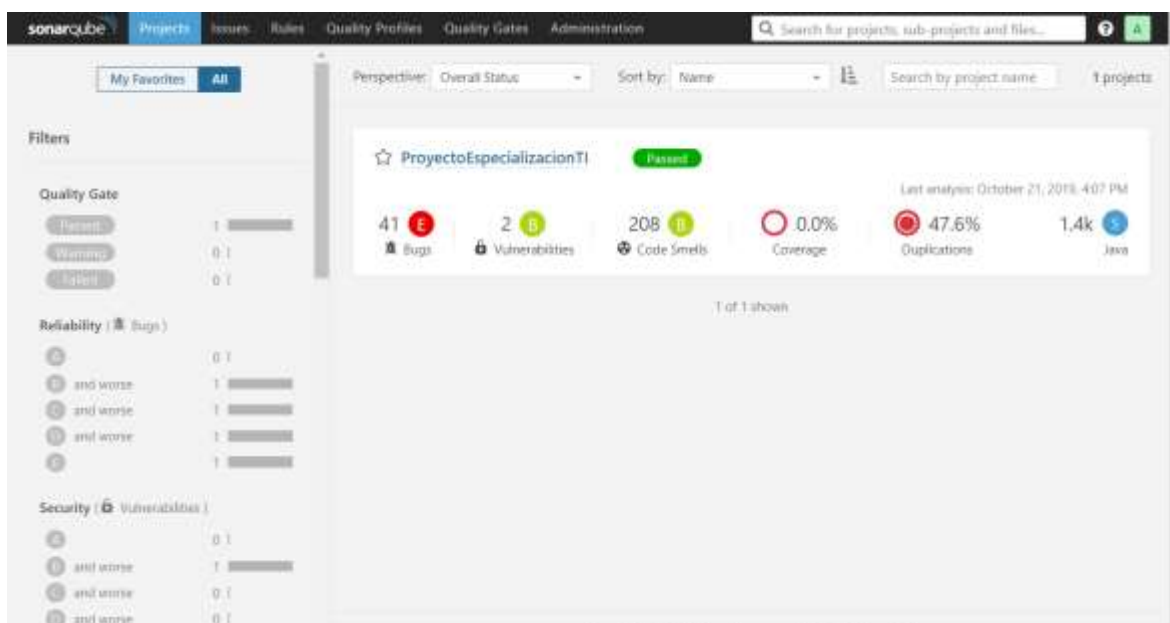 sonarqube Projects Issues Rules Quality Profiles Quality Gates Administration Search for projects, sub-projects and files... ? A
My Favorites All Perspective: Overall Status Sort by: Name Search by project name 1 projects
Filters
ProyectoEspecializacionTI Passed
Quality Gate
Last analysis: October 21, 2019, 4:07 PM
Passed 1
Warning 0
Failed 0
41 E 2 B 208 B 0.0% 47.6% 1.4k S
Bugs Vulnerabilities Code Smells Coverage Duplications Java
1 of 1 shown
Reliability ( Bugs )
A 0
B and worse 1
C and worse 1
D and worse 1
E 1
Security ( Vulnerabilities )
A 0
B and worse 1
C and worse 0
D and worse 0